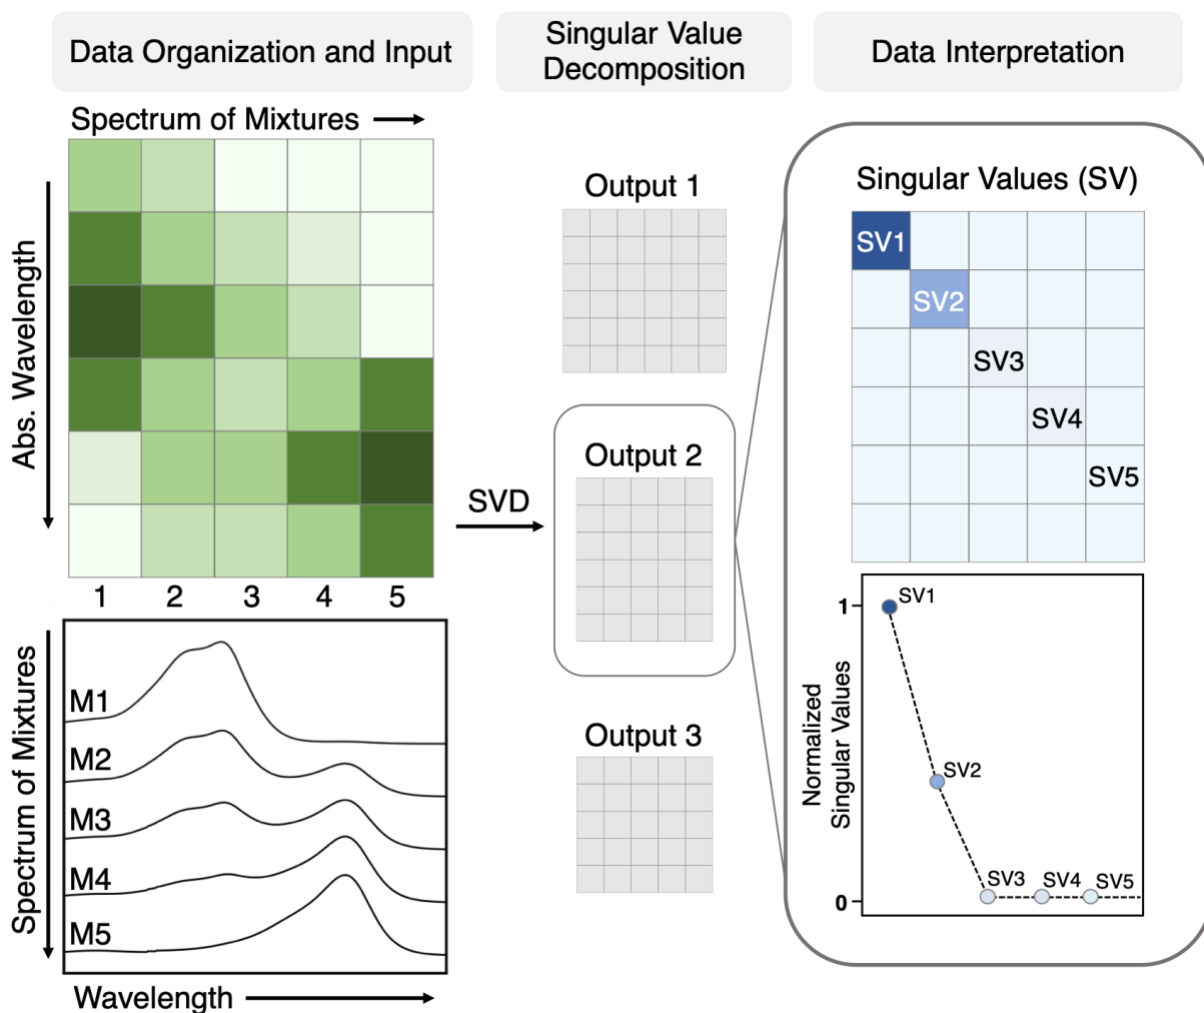 Data Organization and Input
Singular Value
Decomposition
Data Interpretation
Spectrum of Mixtures
Abs. Wavelength
1 2 3 4 5
Spectrum of Mixtures
M1
M2
M3
M4
M5
Wavelength
SVD
Output 1
Output 2
Output 3
Singular Values (SV)
SV1
SV2
SV3
SV4
SV5
Normalized
Singular Values
1
0
SV1
SV2
SV3
SV4
SV5